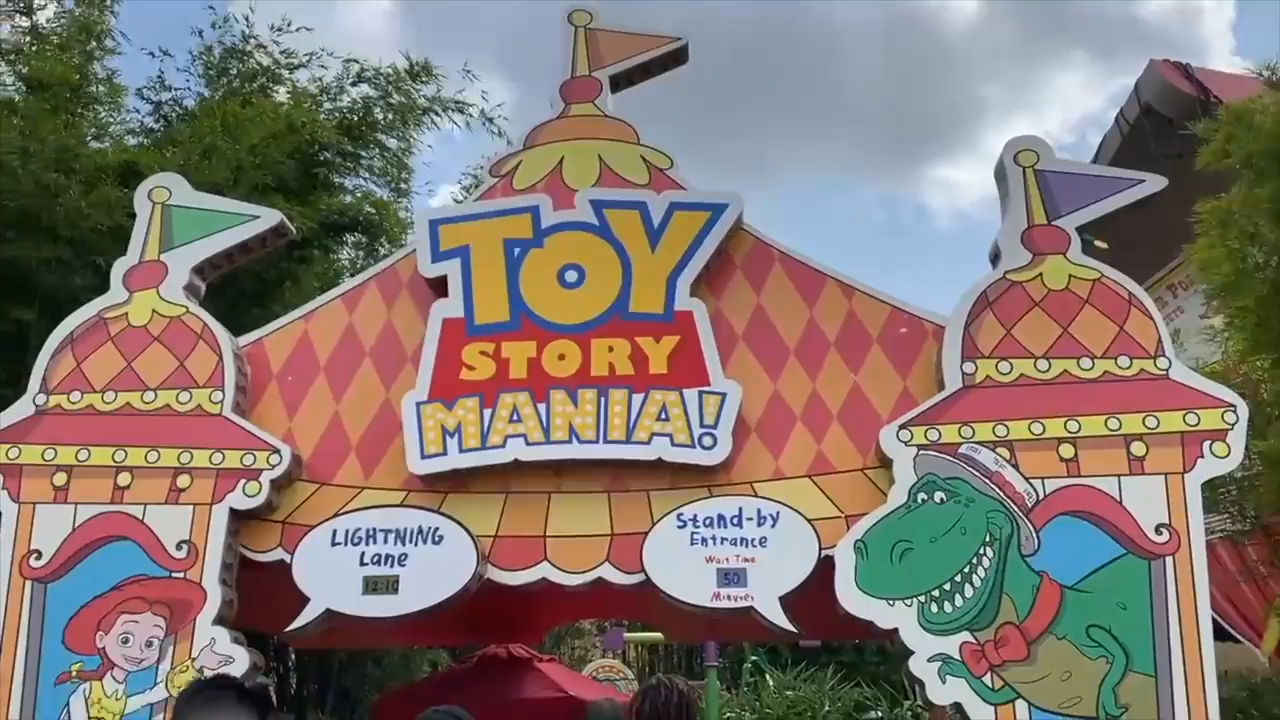 TOY
STORY
MANIA!
LIGHTNING
Lane
12:10
Stand-by
Entrance
Wait Time
50
Minutes